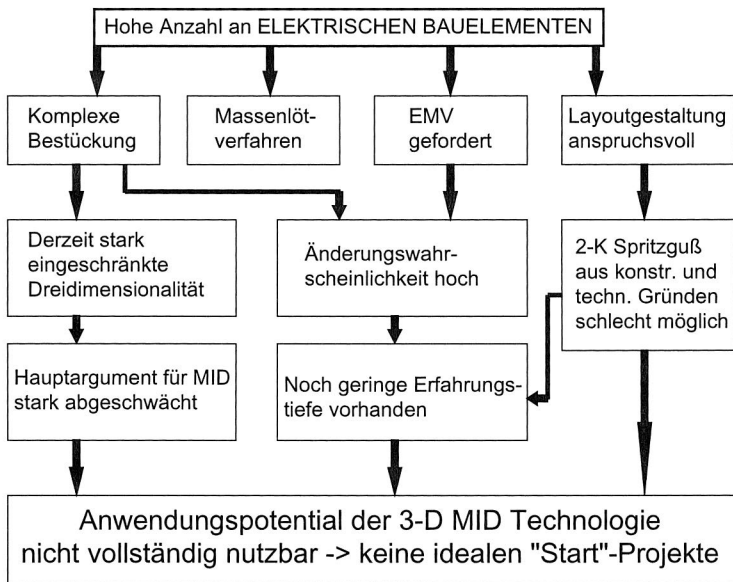 Hohe Anzahl an ELEKTRISCHEN BAUELEMENTEN
Komplexe
Bestückung
Massenlöt-
verfahren
EMV
gefordert
Layoutgestaltung
anspruchsvoll
Derzeit stark
eingeschränkte
Dreidimensionalität
Änderungswahr-
scheinlichkeit hoch
2-K Spritzguß
aus konstr. und
techn. Gründen
schlecht möglich
Hauptargument für MID
stark abgeschwächt
Noch geringe Erfahrungs-
tiefe vorhanden
Anwendungspotential der 3-D MID Technologie
nicht vollständig nutzbar -> keine idealen "Start"-Projekte